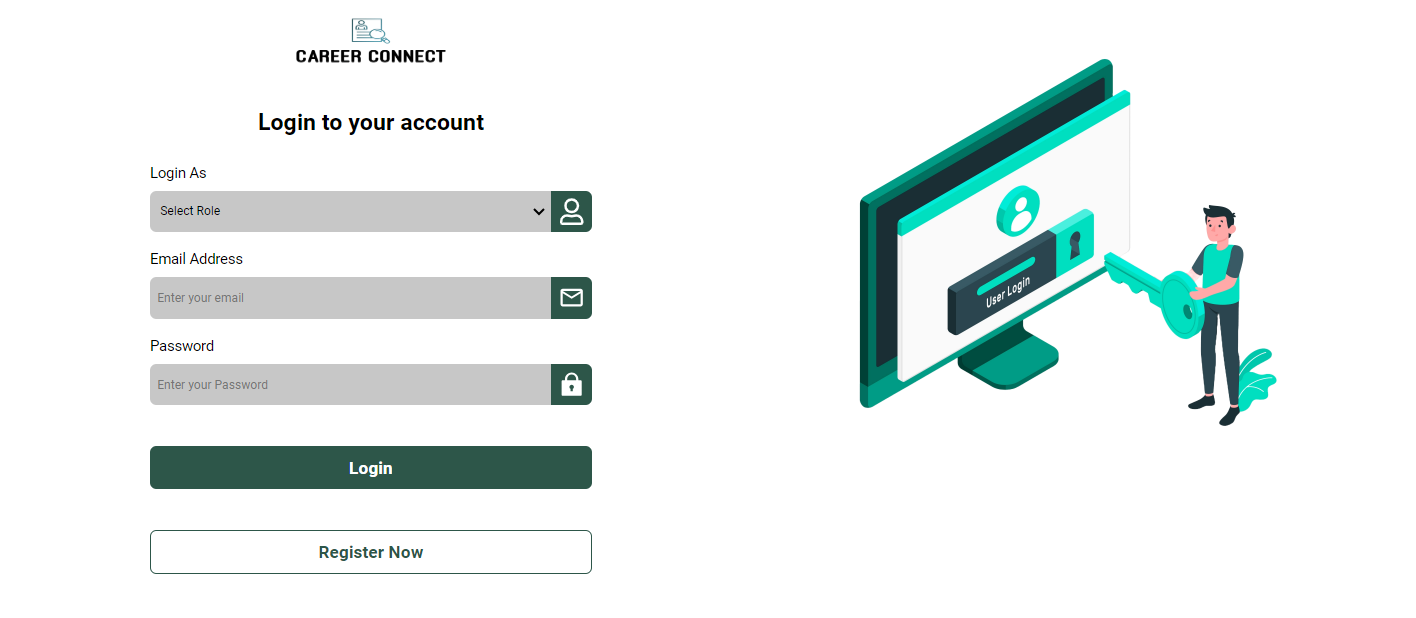 CAREER CONNECT
Login to your account
Login As
Select Role
Email Address
Enter your email
Password
Enter your Password
Login
Register Now
User Login